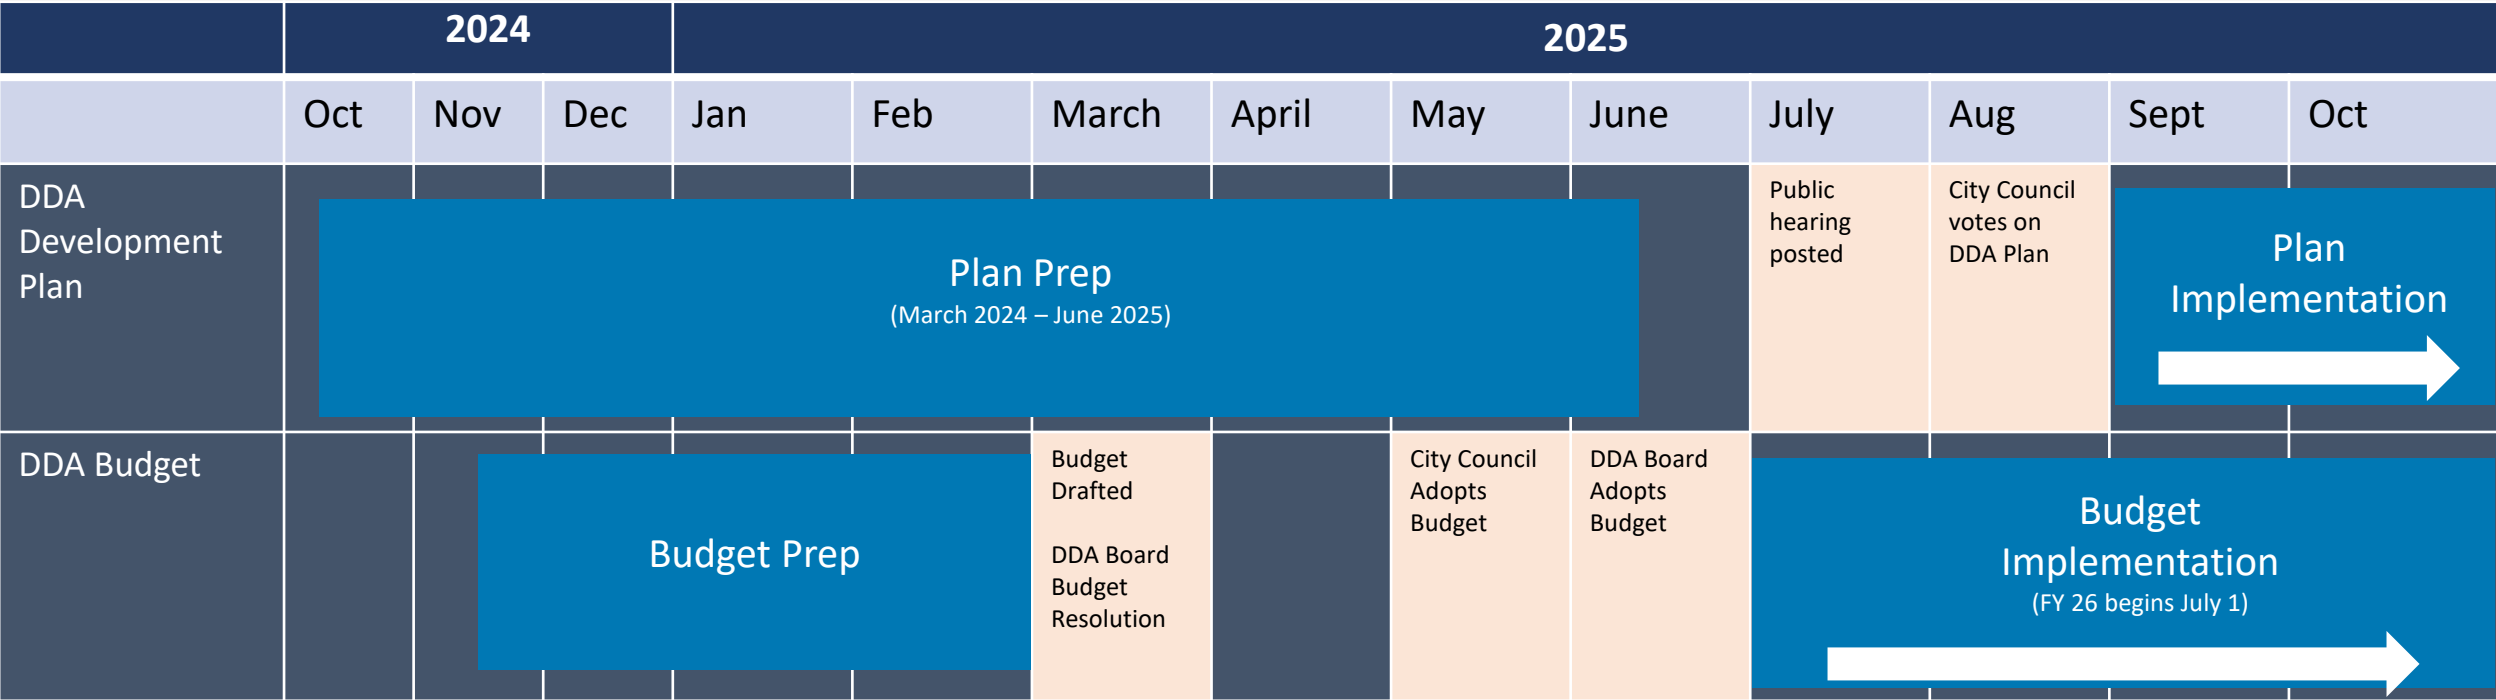 2024
2025
Oct
Nov
Dec
Jan
Feb
March
April
May
June
July
Aug
Sept
Oct
DDA
Development
Plan
Plan Prep
(March 2024 – June 2025)
Public
hearing
posted
City Council
votes on
DDA Plan
Plan
Implementation
DDA Budget
Budget Prep
Budget
Drafted
DDA Board
Budget
Resolution
City Council
Adopts
Budget
DDA Board
Adopts
Budget
Budget
Implementation
(FY 26 begins July 1)